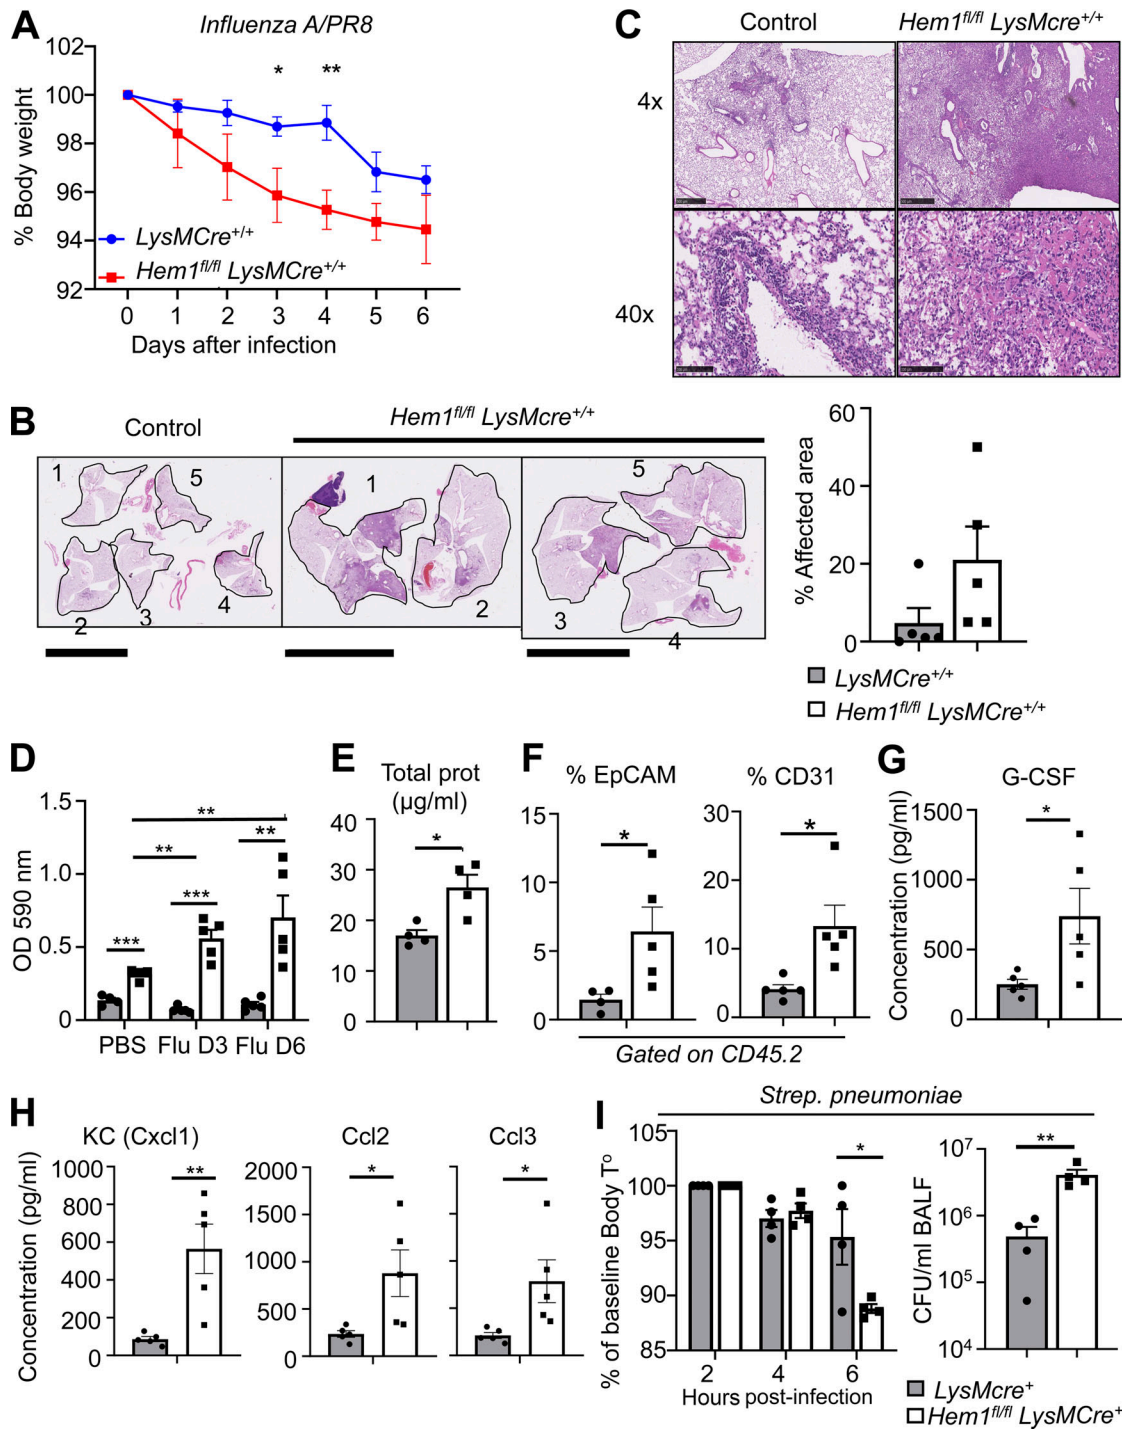 A
Influenza A/PR8
102
100
98
96
94
92
% Body weight
* **
LysMCre+/+
Hem1fl/fl LysMCre+/+
0 1 2 3 4 5 6
Days after infection
C
Control Hem1fl/fl LysMcre+/+
4x
40x
B
Control
Hem1fl/fl LysMcre+/+
1 5
2 3 4
1
2
5
3 4
60
40
20
0
% Affected area
LysMCre+/+
Hem1fl/fl LysMCre+/+
D
1.5
1.0
0.5
0
OD 590 nm
**
** **
***
***
PBS Flu D3 Flu D6
E
Total prot
(µg/ml)
40
30
20
10
0
*
F
% EpCAM
15
10
5
0
*
% CD31
30
20
10
0
*
Gated on CD45.2
G
G-CSF
Concentration (pg/ml)
1500
1000
500
0
*
H
KC (Cxcl1)
Concentration (pg/ml)
1000
800
600
400
200
0
**
Ccl2
2000
1500
1000
500
0
*
Ccl3
*
I
Strep. pneumoniae
% of baseline Body To
105
100
95
90
85
*
2 4 6
Hours post-infection
CFU/ml BALF
107
106
105
104
**
LysMcre+
Hem1fl/fl LysMCre+